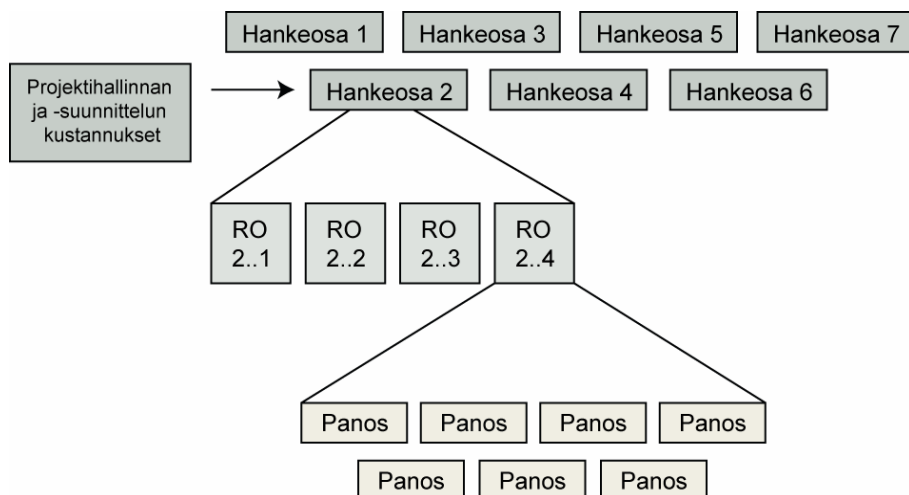 Hankeosa 1 Hankeosa 3 Hankeosa 5 Hankeosa 7
Projektihallinnan
ja -suunnittelun
kustannukset
Hankeosa 2 Hankeosa 4 Hankeosa 6
RO
2..1
RO
2..2
RO
2..3
RO
2..4
Panos Panos Panos Panos
Panos Panos Panos